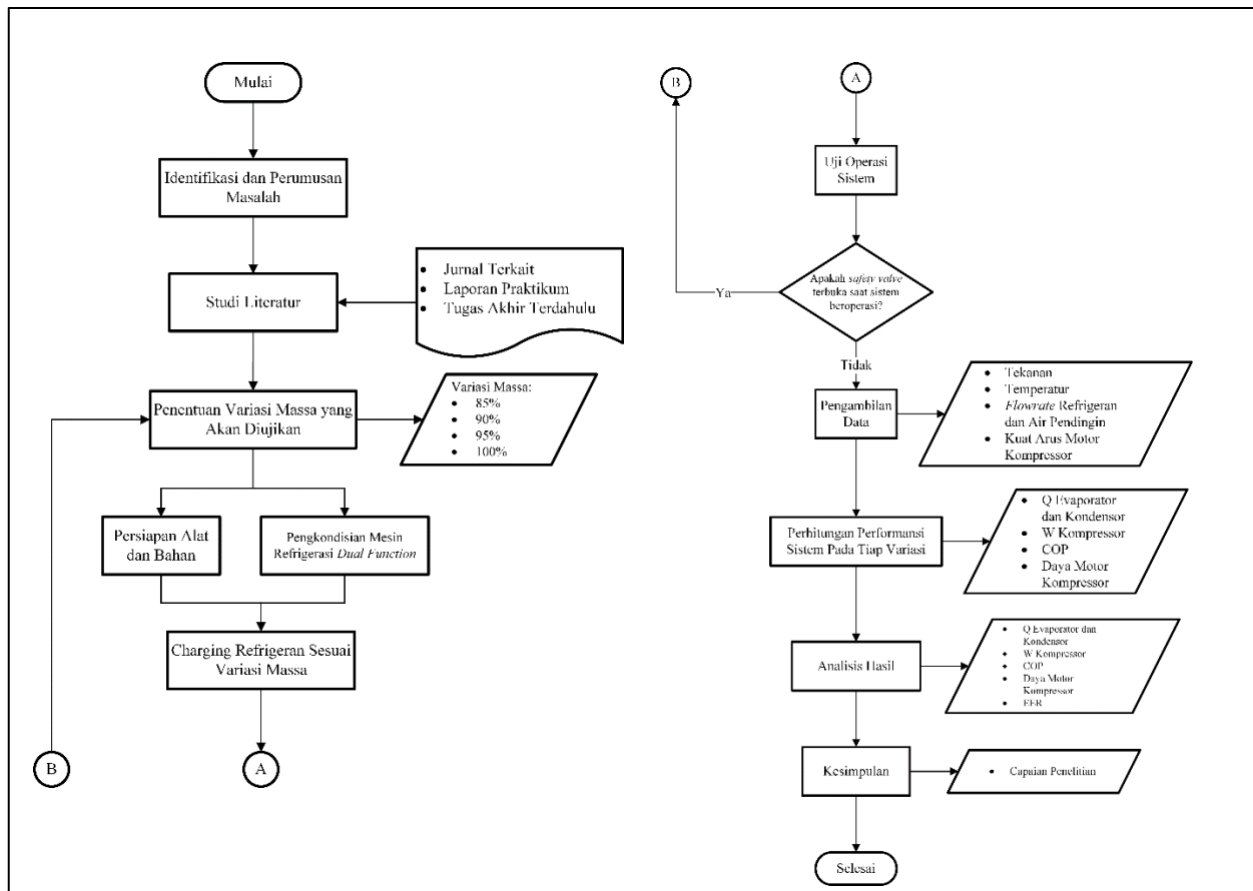 Mulai
Identifikasi dan Perumusan
Masalah
Studi Literatur
• Jurnal Terkait
• Laporan Praktikum
• Tugas Akhir Terdahulu
Penentuan Variasi Massa yang
Akan Diujikan
Variasi Massa:
• 85%
• 90%
• 95%
• 100%
Persiapan Alat
dan Bahan
Pengkondisian Mesin
Refrigerasi Dual Function
Charging Refrigeran Sesuai
Variasi Massa
B
A
B
A
Uji Operasi
Sistem
Apakah safety valve
terbuka saat sistem
beroperasi?
Ya
Tidak
Pengambilan
Data
• Tekanan
• Temperatur
• Flowrate Refrigeran
dan Air Pendingin
• Kuat Arus Motor
Kompressor
Perhitungan Performansi
Sistem Pada Tiap Variasi
• Q Evaporator
dan Kondensor
• W Kompressor
• COP
• Daya Motor
Kompressor
Analisis Hasil
• Q Evaporator dan
Kondensor
• W Kompressor
• COP
• Daya Motor
Kompressor
• EER
Kesimpulan
• Capaian Penelitian
Selesai